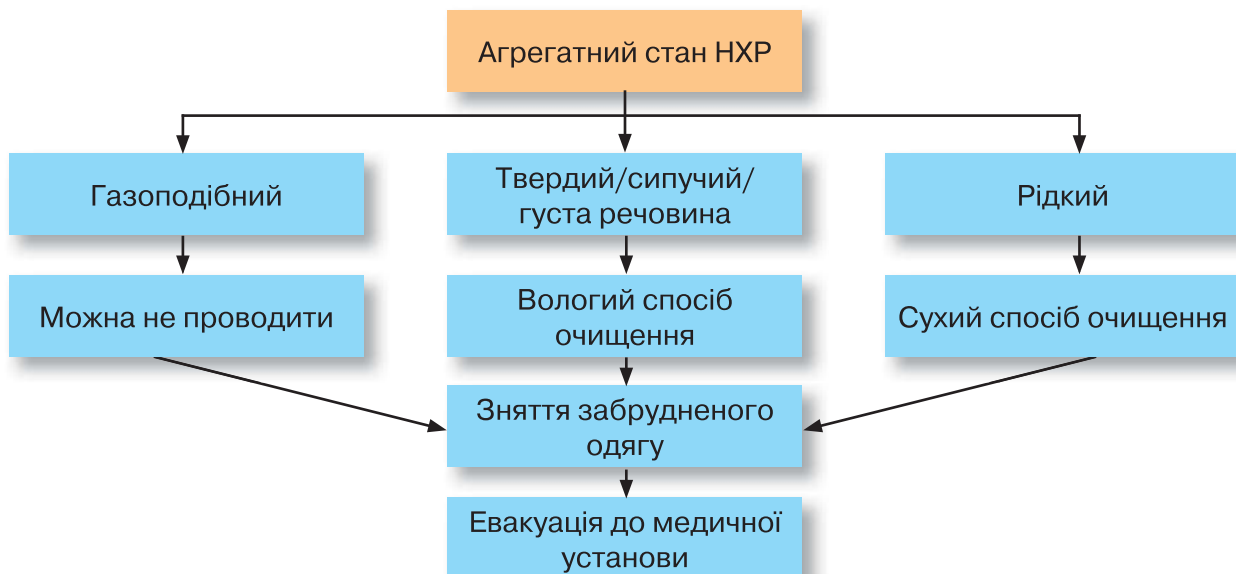 Агрегатний стан НХР
Газоподібний
Твердий/сипучий/
густа речовина
Рідкий
Можна не проводити
Вологий спосіб
очищення
Сухий спосіб очищення
Зняття забрудненого
одягу
Евакуація до медичної
установи